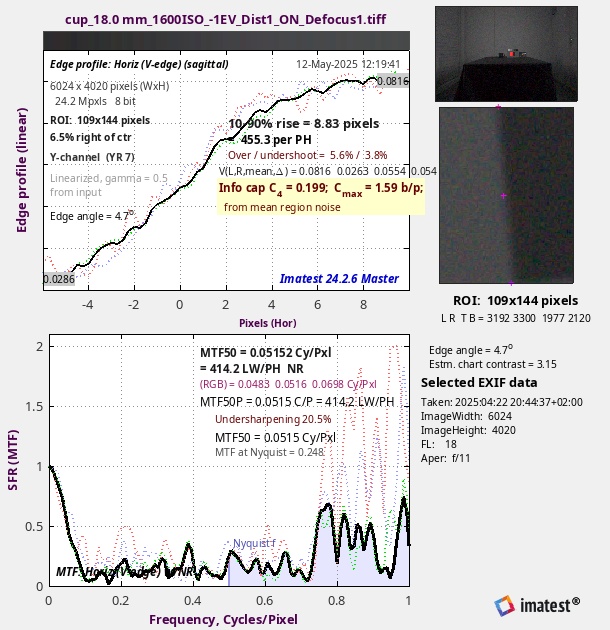 cup_18.0 mm_1600ISO_-1EV_Dist1_ON_Defocus1.tiff
Edge profile: Horiz (V-edge) (sagittal)
12-May-2025 12:19:41
6024 x 4020 pixels (WxH)
24.2 Mpxls 8 bit
0.0816
ROI: 109x144 pixels
10-90% rise = 8.83 pixels
6.5% right of ctr
455.3 per PH
Y-channel (YR 7)
Over / undershoot = 5.6% / 3.8%
V(L,R,mean,Δ) = 0.0816 0.0263 0.0554 0.054
Linearized, gamma = 0.5
from input
Info cap C4 = 0.199; Cmax = 1.59 b/p;
from mean region noise
Edge angle = 4.7o
0.0286
Imatest 24.2.6 Master
Edge profile (linear)
-4 -2 0 2 4 6 8
Pixels (Hor)
ROI: 109x144 pixels
L R T B = 3192 3300 1977 2120
Edge angle = 4.7o
Estm. chart contrast = 3.15
Selected EXIF data
Taken: 2025:04:22 20:44:37+02:00
ImageWidth: 6024
ImageHeight: 4020
FL: 18
Aper: f/11
MTF50 = 0.05152 Cy/Pxl
= 414.2 LW/PH NR
(RGB) = 0.0483 0.0516 0.0698 Cy/Pxl
MTF50P = 0.0515 C/P = 414.2 LW/PH
Undersharpening 20.5%
MTF50 = 0.0515 Cy/Pxl
MTF at Nyquist = 0.248
Nyquist f
MTF: Horiz (V-edge) NR
SFR (MTF)
2
1.5
1
0.5
0
0 0.2 0.4 0.6 0.8 1
Frequency, Cycles/Pixel
imatest®